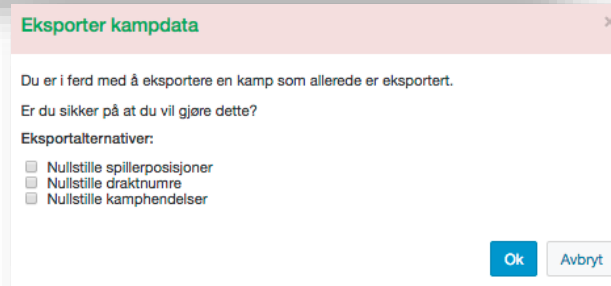 Eksporter kampdata
Du er i ferd med å eksportere en kamp som allerede er eksportert.
Er du sikker på at du vil gjøre dette?
Eksportalternativer:
Nullstille spillerposisjoner
Nullstille draktnumre
Nullstille kamphendelser
Ok Avbryt